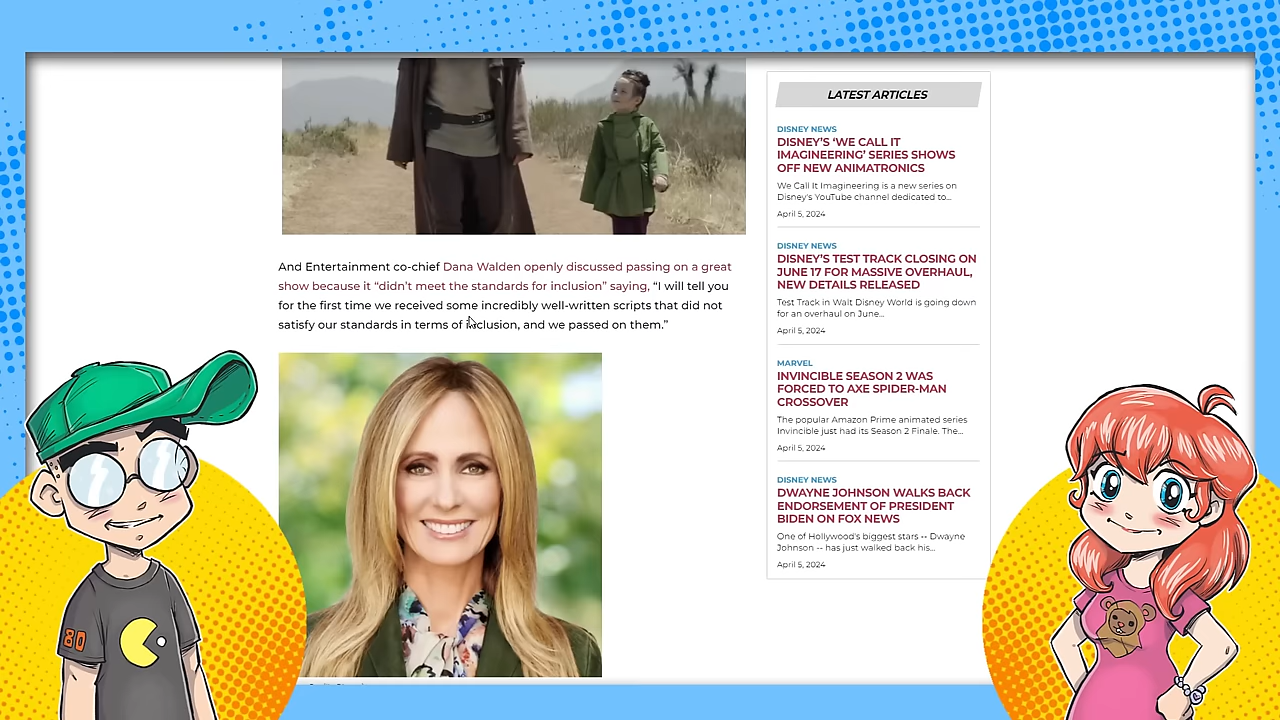 And Entertainment co-chief Dana Walden openly discussed passing on a great
show because it “didn’t meet the standards for inclusion” saying, “I will tell you
for the first time we received some incredibly well-written scripts that did not
satisfy our standards in terms of inclusion, and we passed on them.”
LATEST ARTICLES
DISNEY NEWS
DISNEY’S ‘WE CALL IT
IMAGINEERING’ SERIES SHOWS
OFF NEW ANIMATRONICS
We Call It Imagineering is a new series on
Disney's YouTube channel dedicated to...
April 5, 2024
DISNEY NEWS
DISNEY’S TEST TRACK CLOSING ON
JUNE 17 FOR MASSIVE OVERHAUL,
NEW DETAILS RELEASED
Test Track in Walt Disney World is going down
for an overhaul on June...
April 5, 2024
MARVEL
INVINCIBLE SEASON 2 WAS
FORCED TO AXE SPIDER-MAN
CROSSOVER
The popular Amazon Prime animated series
Invincible just had its Season 2 Finale. The...
April 5, 2024
DISNEY NEWS
DWAYNE JOHNSON WALKS BACK
ENDORSEMENT OF PRESIDENT
BIDEN ON FOX NEWS
One of Hollywood's biggest stars -- Dwayne
Johnson -- has just walked back his...
April 5, 2024
80